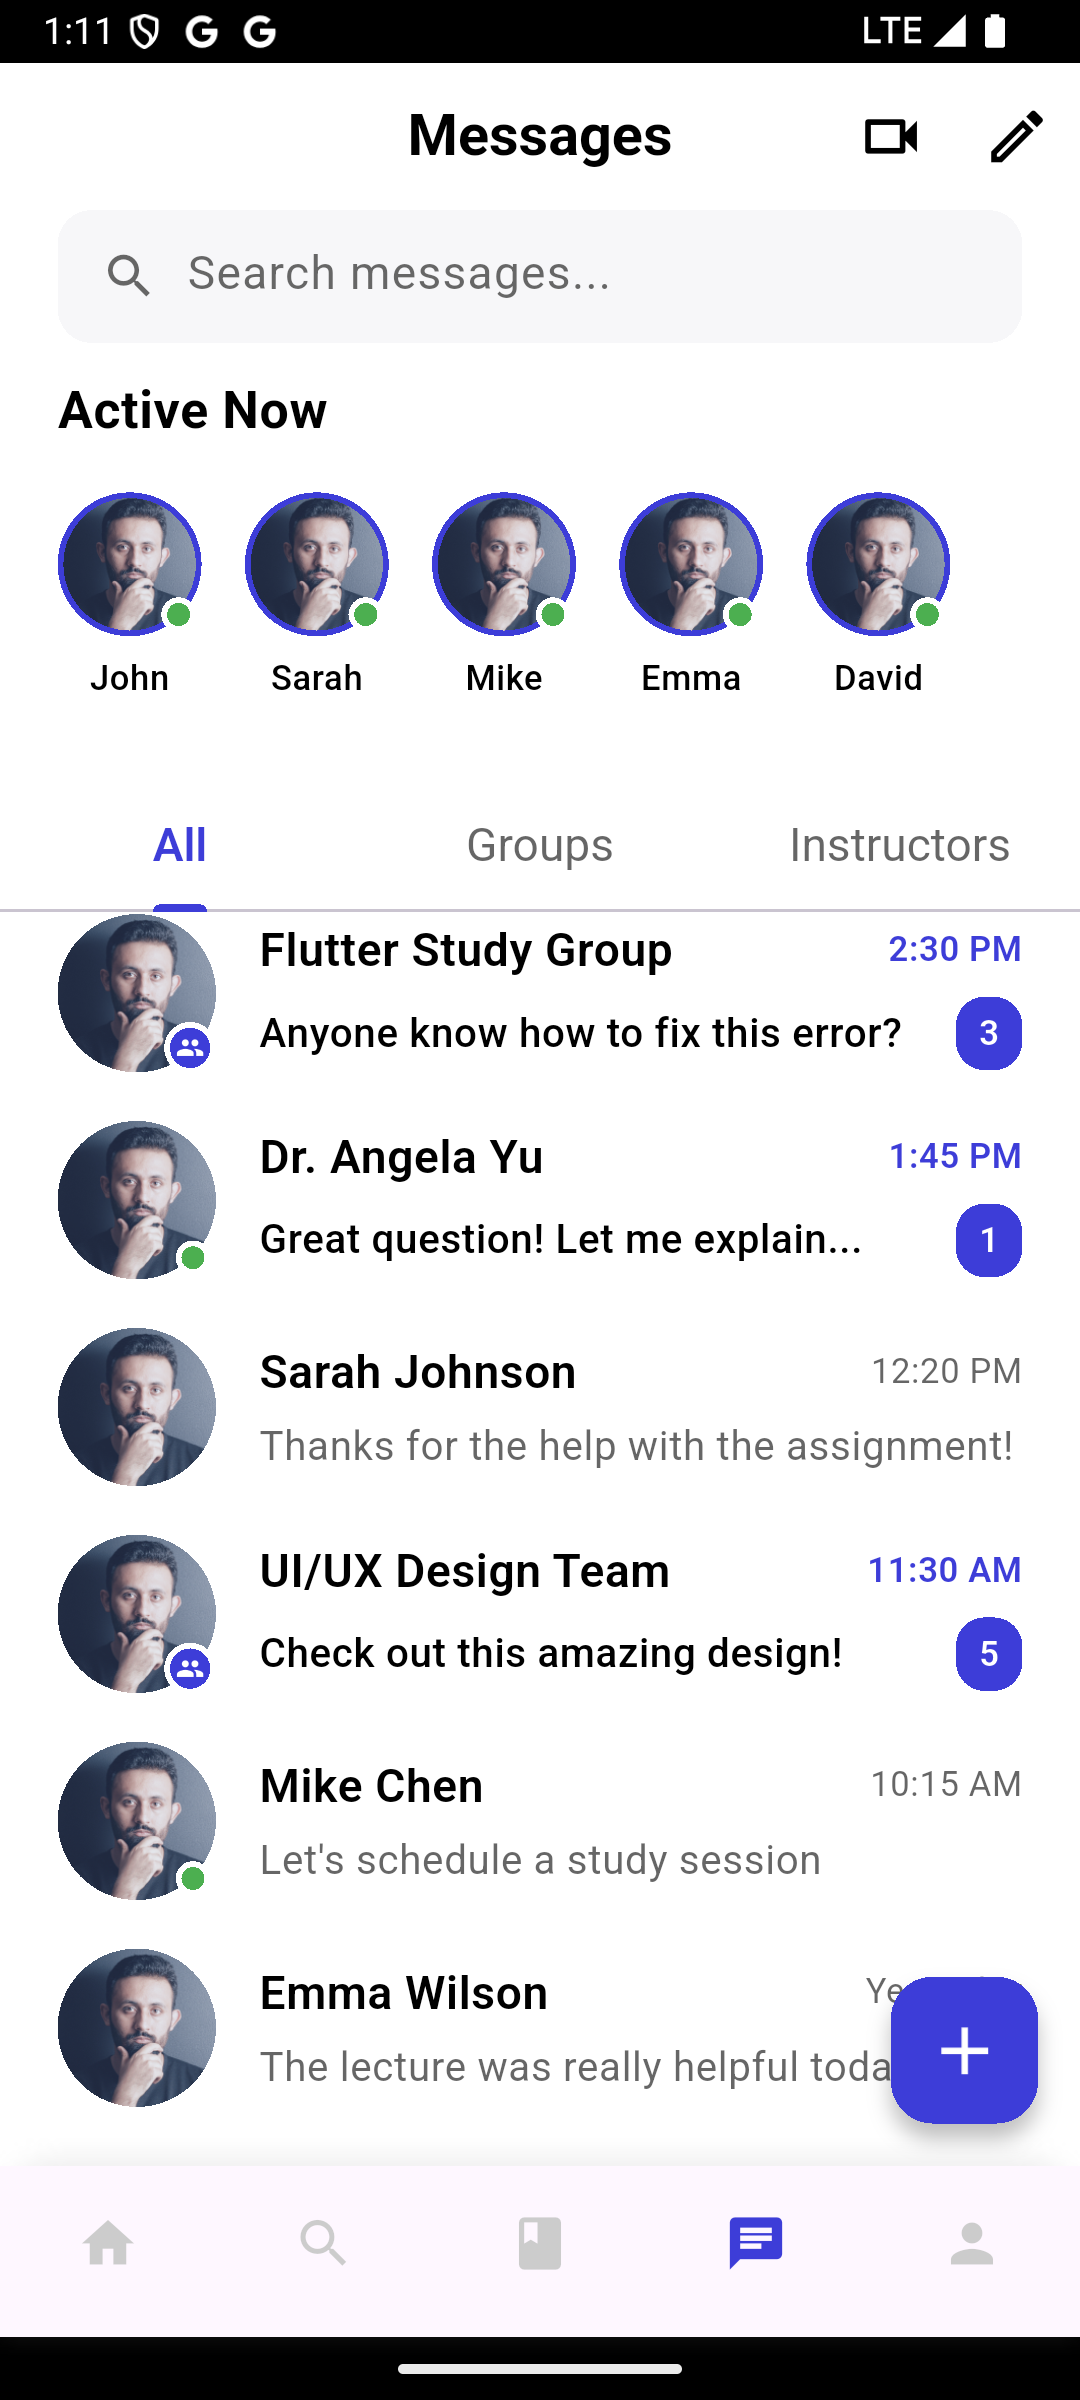 1:11 LTE
Messages
Search messages...
Active Now
John Sarah Mike Emma David
All Groups Instructors
Flutter Study Group 2:30 PM
Anyone know how to fix this error? 3
Dr. Angela Yu 1:45 PM
Great question! Let me explain... 1
Sarah Johnson 12:20 PM
Thanks for the help with the assignment!
UI/UX Design Team 11:30 AM
Check out this amazing design! 5
Mike Chen 10:15 AM
Let's schedule a study session
Emma Wilson
The lecture was really helpful